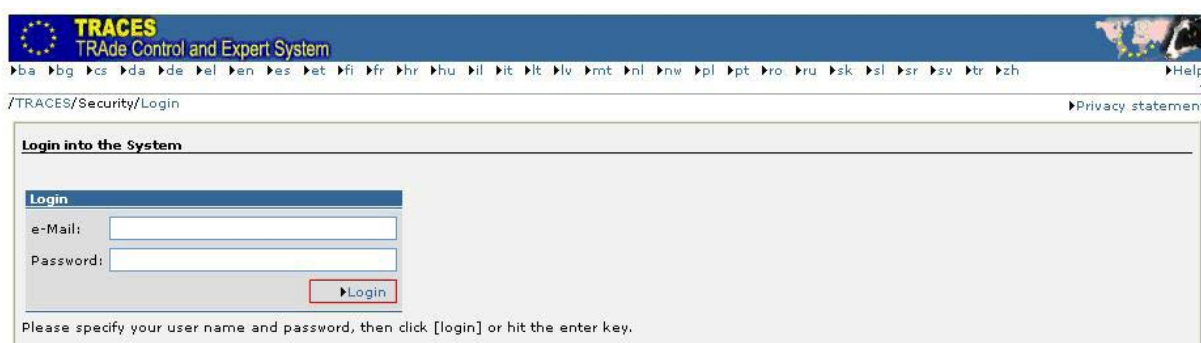 TRACES
TRAde Control and Expert System
ba bg cs da de el en es et fi fr hr hu il it lt lv mt nl nw pl pt ro ru sk sl sr sv tr zh Help
/TRACES/Security/Login Privacy statement
Login into the System
Login
e-Mail:
Password:
Login
Please specify your user name and password, then click [login] or hit the enter key.